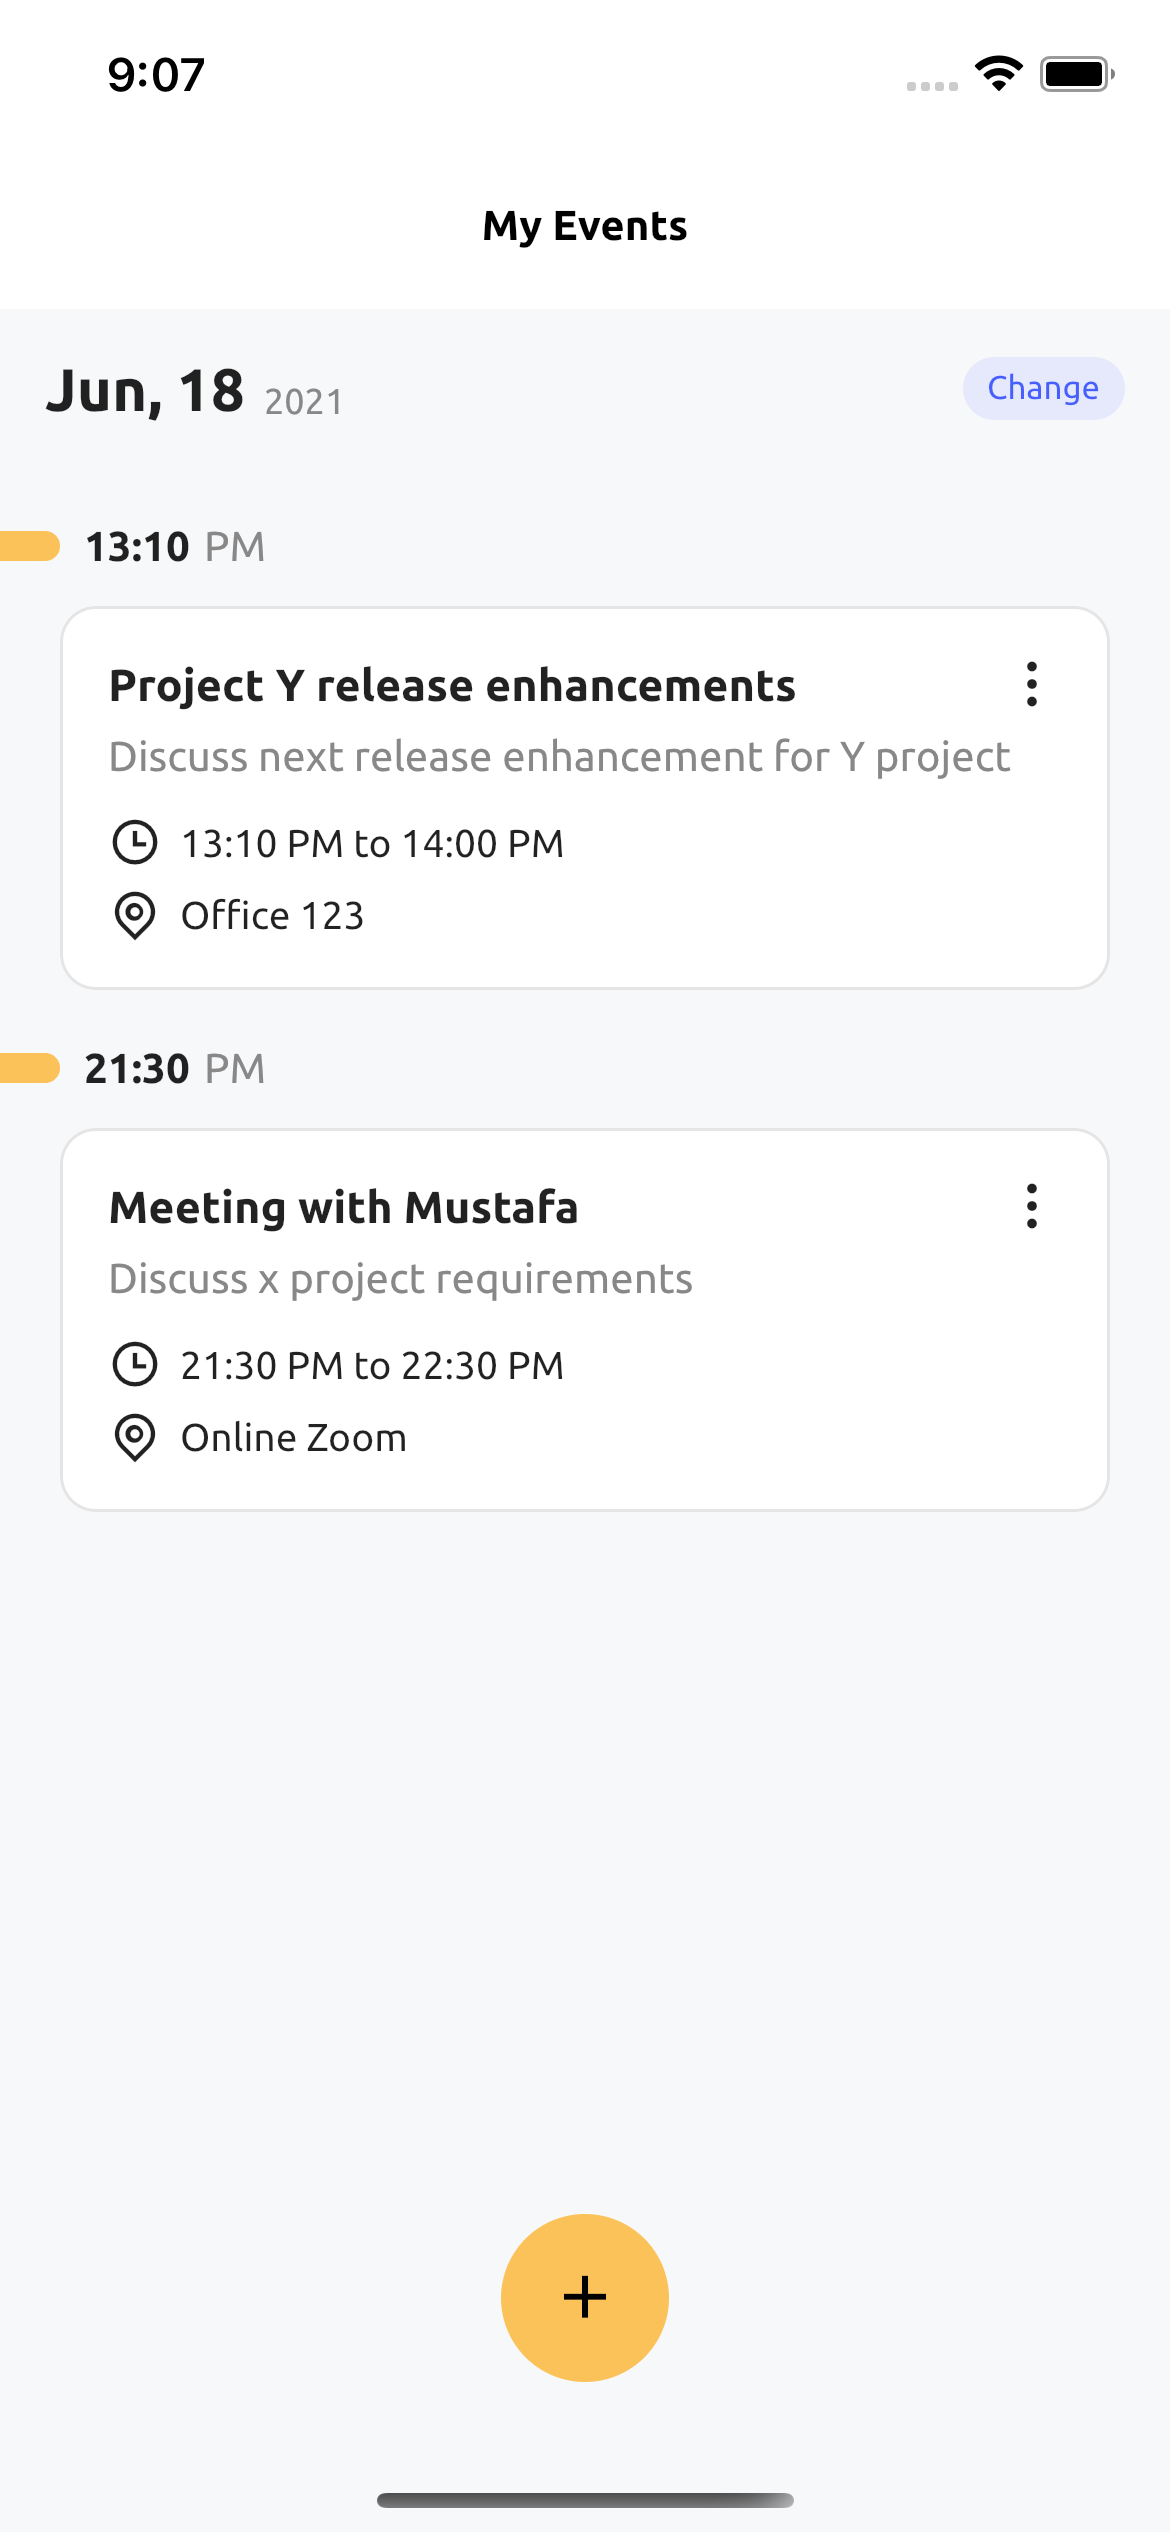 9:07
My Events
Jun, 18 2021
Change
13:10 PM
Project Y release enhancements
Discuss next release enhancement for Y project
13:10 PM to 14:00 PM
Office 123
21:30 PM
Meeting with Mustafa
Discuss x project requirements
21:30 PM to 22:30 PM
Online Zoom